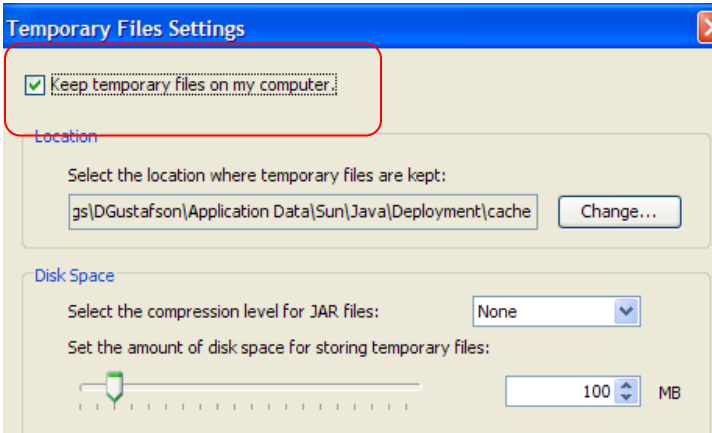 Temporary Files Settings
Keep temporary files on my computer.
Location
Select the location where temporary files are kept:
gs\DGustafson\Application Data\Sun\Java\Deployment\cache
Change...
Disk Space
Select the compression level for JAR files:
None
Set the amount of disk space for storing temporary files:
100
MB